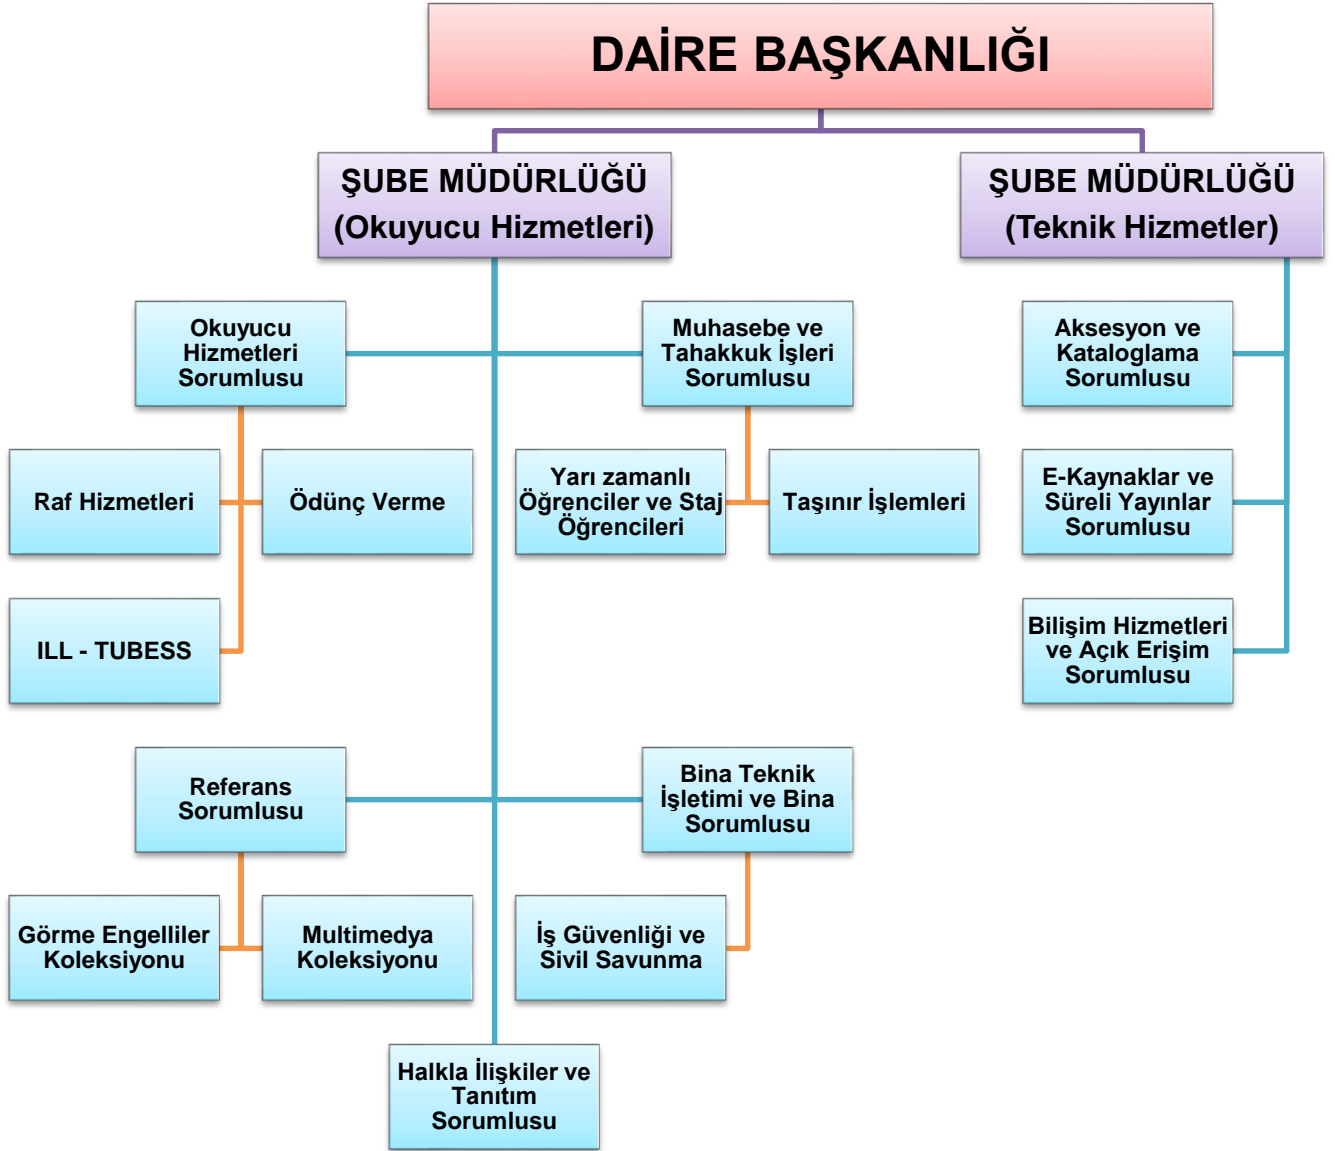 DAİRE BAŞKANLIĞI
ŞUBE MÜDÜRLÜĞÜ
(Okuyucu Hizmetleri)
ŞUBE MÜDÜRLÜĞÜ
(Teknik Hizmetler)
Okuyucu
Hizmetleri
Sorumlusu
Muhasebe ve
Tahakkuk İşleri
Sorumlusu
Aksesyon ve
Kataloglama
Sorumlusu
Raf Hizmetleri
Ödünç Verme
Yarı zamanlı
Öğrenciler ve Staj
Öğrencileri
Taşınır İşlemleri
E-Kaynaklar ve
Süreli Yayınlar
Sorumlusu
ILL - TUBESS
Bilişim Hizmetleri
ve Açık Erişim
Sorumlusu
Referans
Sorumlusu
Bina Teknik
İşletimi ve Bina
Sorumlusu
Görme Engelliler
Koleksiyonu
Multimedya
Koleksiyonu
İş Güvenliği ve
Sivil Savunma
Halkla İlişkiler ve
Tanıtım
Sorumlusu